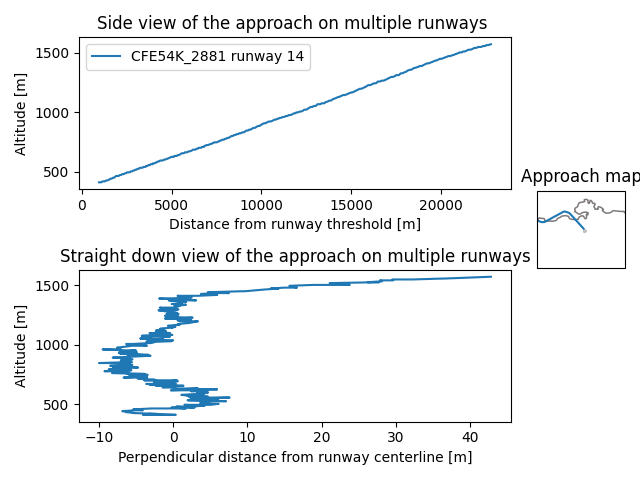 Side view of the approach on multiple runways
1500
1000
500
Altitude [m]
CFE54K_2881 runway 14
0
5000
10000
15000
20000
Distance from runway threshold [m]
Approach map
Straight down view of the approach on multiple runways
1500
1000
500
Altitude [m]
−10
0
10
20
30
40
Perpendicular distance from runway centerline [m]